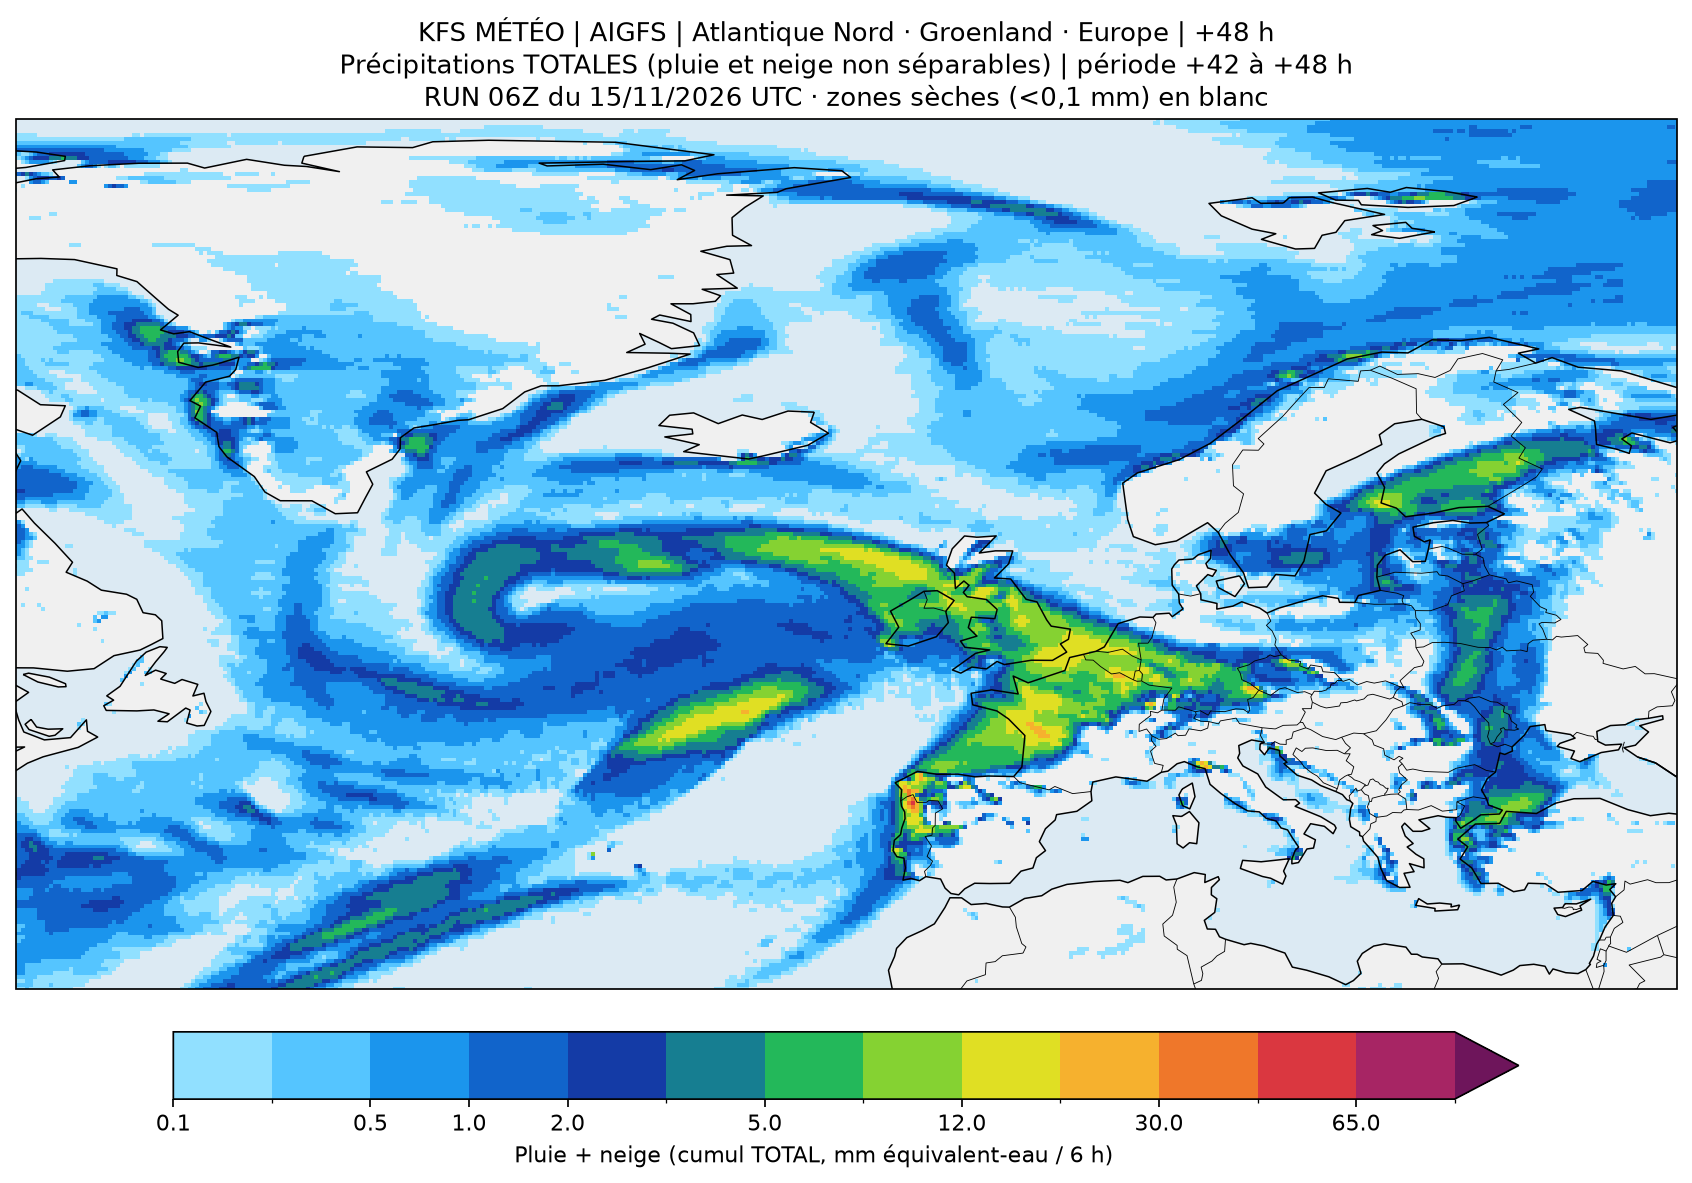 KFS MÉTÉO | AIGFS | Atlantique Nord · Groenland · Europe | +48 h
Précipitations TOTALES (pluie et neige non séparables) | période +42 à +48 h
RUN 06Z du 15/11/2026 UTC · zones sèches (<0,1 mm) en blanc
0.1 0.5 1.0 2.0 5.0 12.0 30.0 65.0
Pluie + neige (cumul TOTAL, mm équivalent-eau / 6 h)